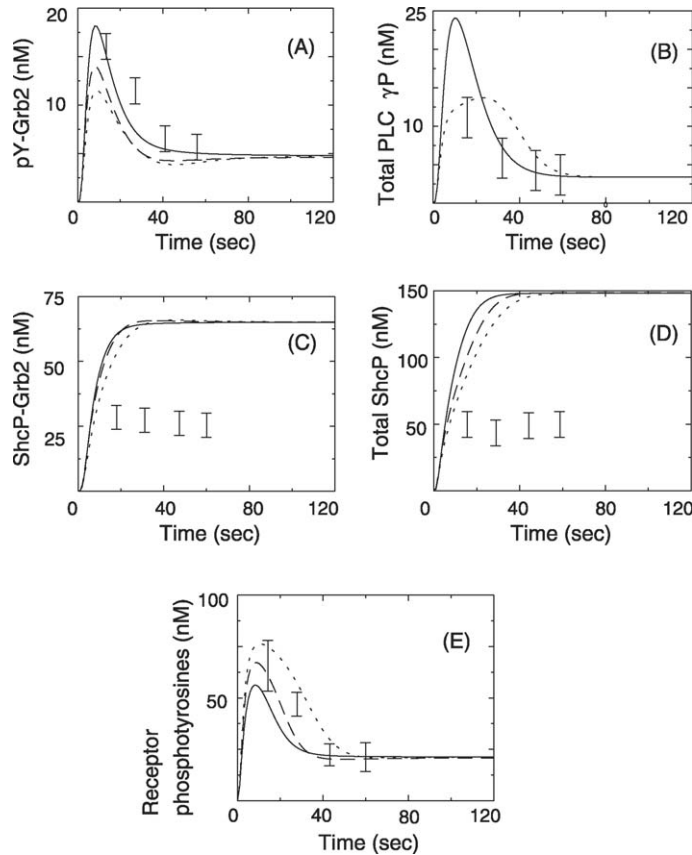 (A)
pY-Grb2 (nM)
10
0 40 80 120
Time (sec)
(B)
Total PLC γP (nM)
25
10
0 40 80 120
Time (sec)
(C)
ShcP-Grb2 (nM)
75
50
25
0 40 80 120
Time (sec)
(D)
Total ShcP (nM)
150
100
50
0 40 80 120
Time (sec)
(E)
Receptor
phosphotyrosines (nM)
100
50
0 40 80 120
Time (sec)